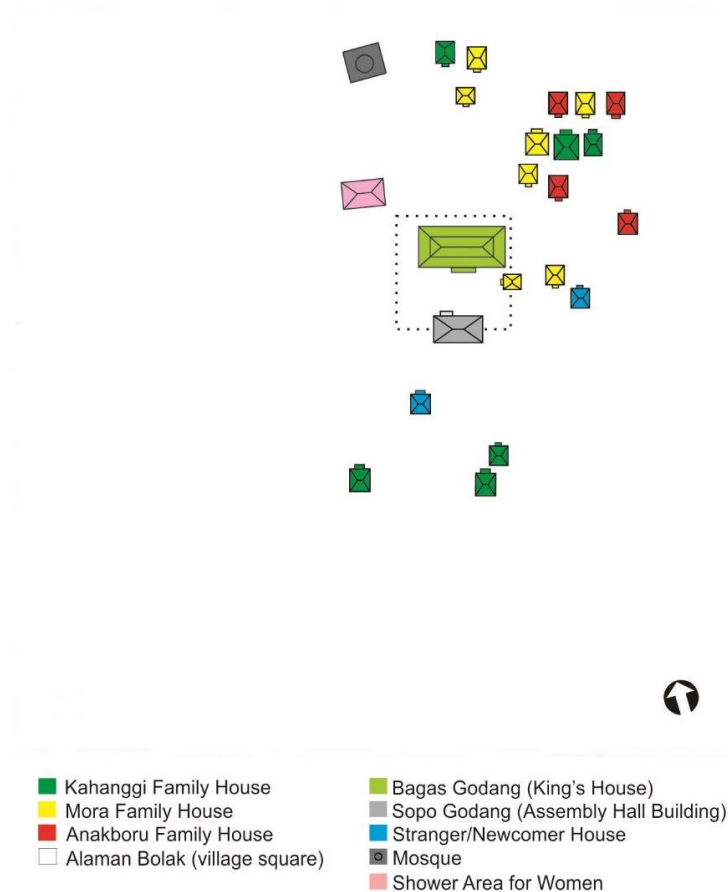 Kahanggi Family House
Mora Family House
Anakboru Family House
Alaman Bolak (village square)
Bagas Godang (King's House)
Sopo Godang (Assembly Hall Building)
Stranger/Newcomer House
Mosque
Shower Area for Women